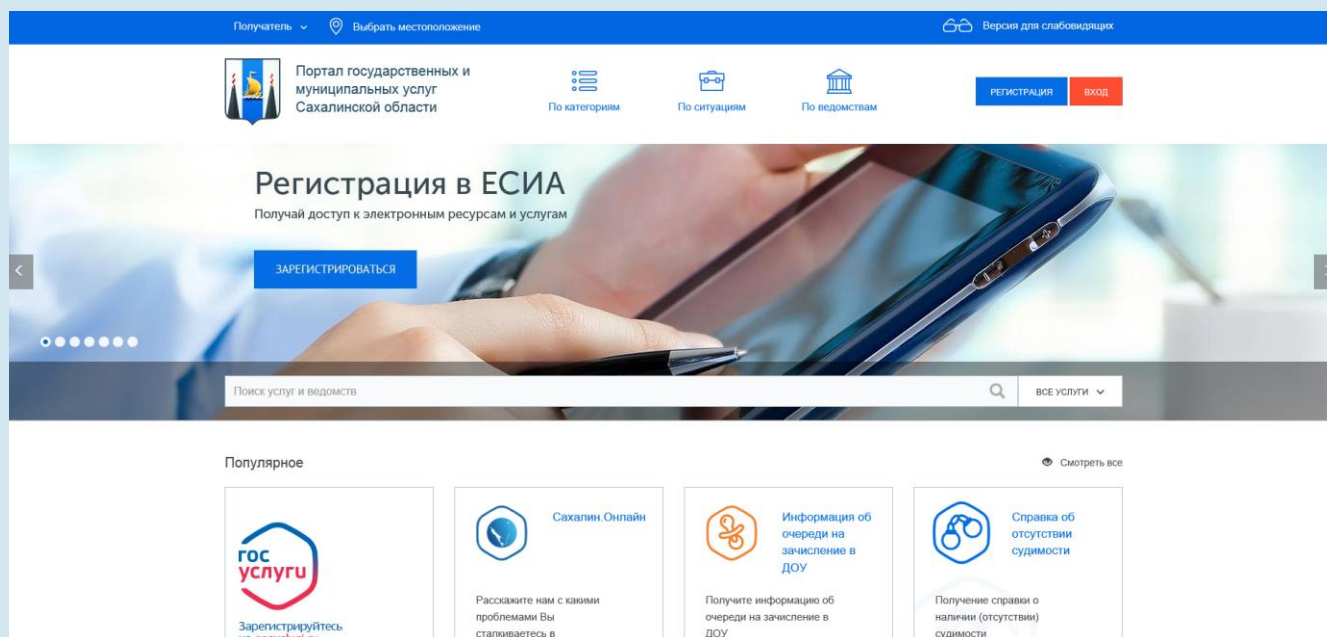 Получатель
Выбрать местоположение
Версия для слабовидящих
Портал государственных и
муниципальных услуг
Сахалинской области
По категориям
По ситуациям
По ведомствам
РЕГИСТРАЦИЯ
ВХОД
Регистрация в ЕСИА
Получай доступ к электронным ресурсам и услугам
ЗАРЕГИСТРИРОВАТЬСЯ
Поиск услуг и ведомств
ВСЕ УСЛУГИ
Популярное
Смотреть все
гос
услуги
Зарегистрируйтесь
Сахалин.Онлайн
Расскажите нам с какими
проблемами Вы
сталкиваетесь в
Информация об
очереди на
зачисление в
ДОУ
Получите информацию об
очереди на зачисление в
ДОУ
Справка об
отсутствии
судимости
Получение справки о
наличии (отсутствии)
судимости